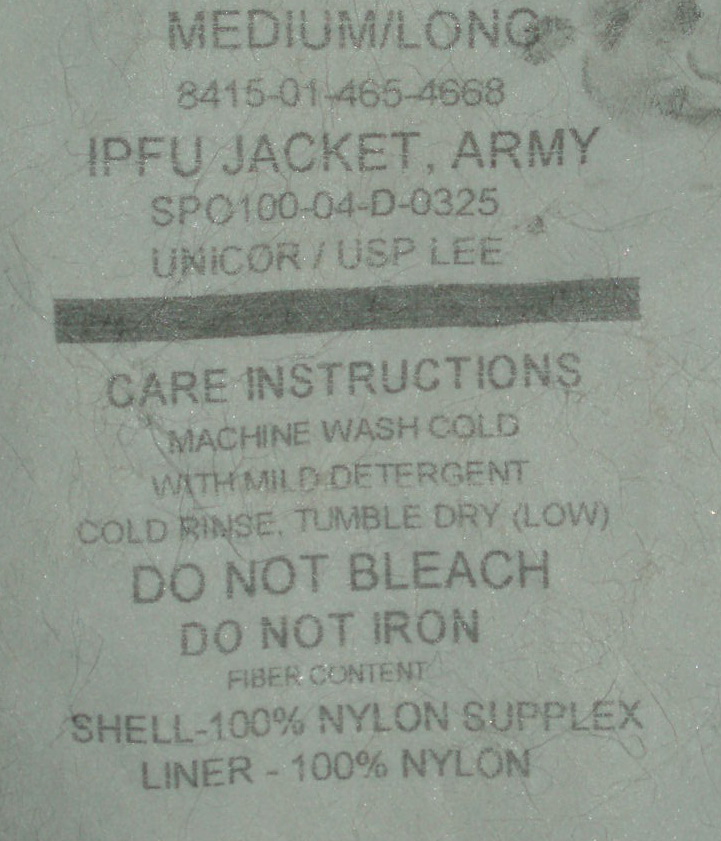 MEDIUM/LONG
8415-01-465-4668
IPFU JACKET, ARMY
SPO100-04-D-0325
UNICOR / USP LEE
CARE INSTRUCTIONS
MACHINE WASH COLD
WITH MILD DETERGENT
COLD RINSE, TUMBLE DRY (LOW)
DO NOT BLEACH
DO NOT IRON
FIBER CONTENT
SHELL-100% NYLON SUPPLEX
LINER - 100% NYLON